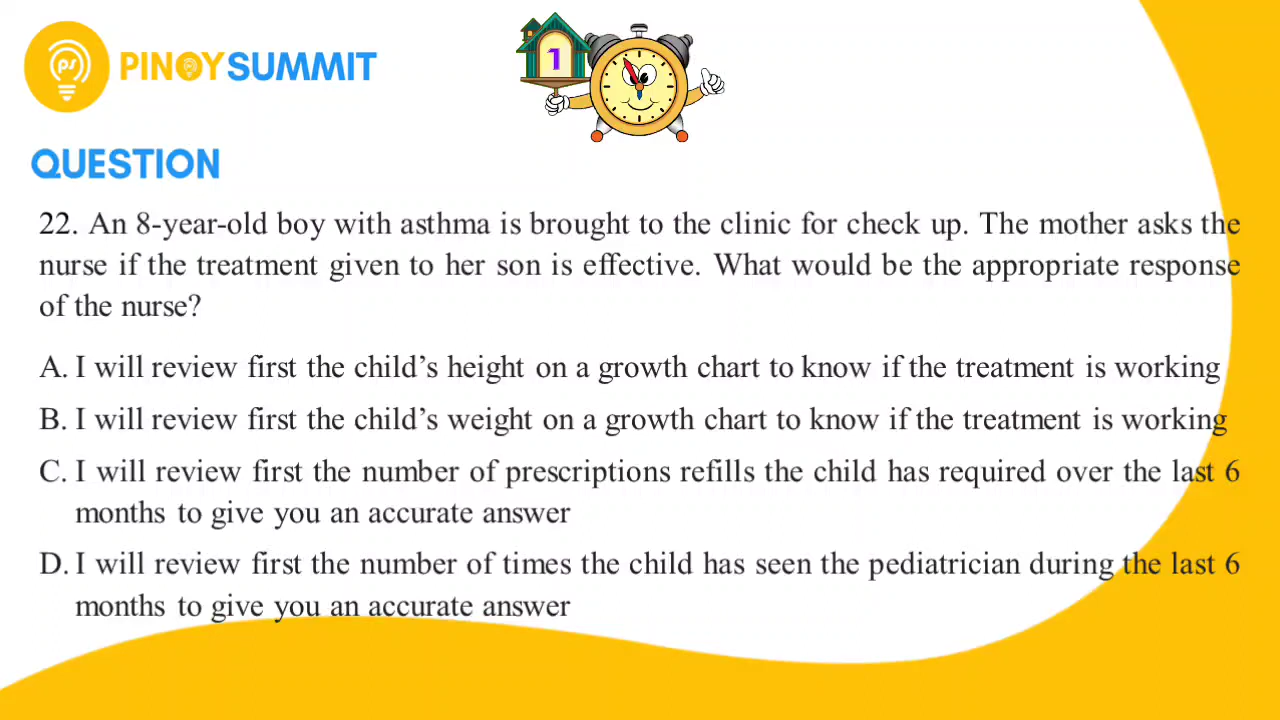 PINOYSUMMIT
1
QUESTION
22. An 8-year-old boy with asthma is brought to the clinic for check up. The mother asks the
nurse if the treatment given to her son is effective. What would be the appropriate response
of the nurse?
A. I will review first the child’s height on a growth chart to know if the treatment is working
B. I will review first the child’s weight on a growth chart to know if the treatment is working
C. I will review first the number of prescriptions refills the child has required over the last 6
months to give you an accurate answer
D. I will review first the number of times the child has seen the pediatrician during the last 6
months to give you an accurate answer